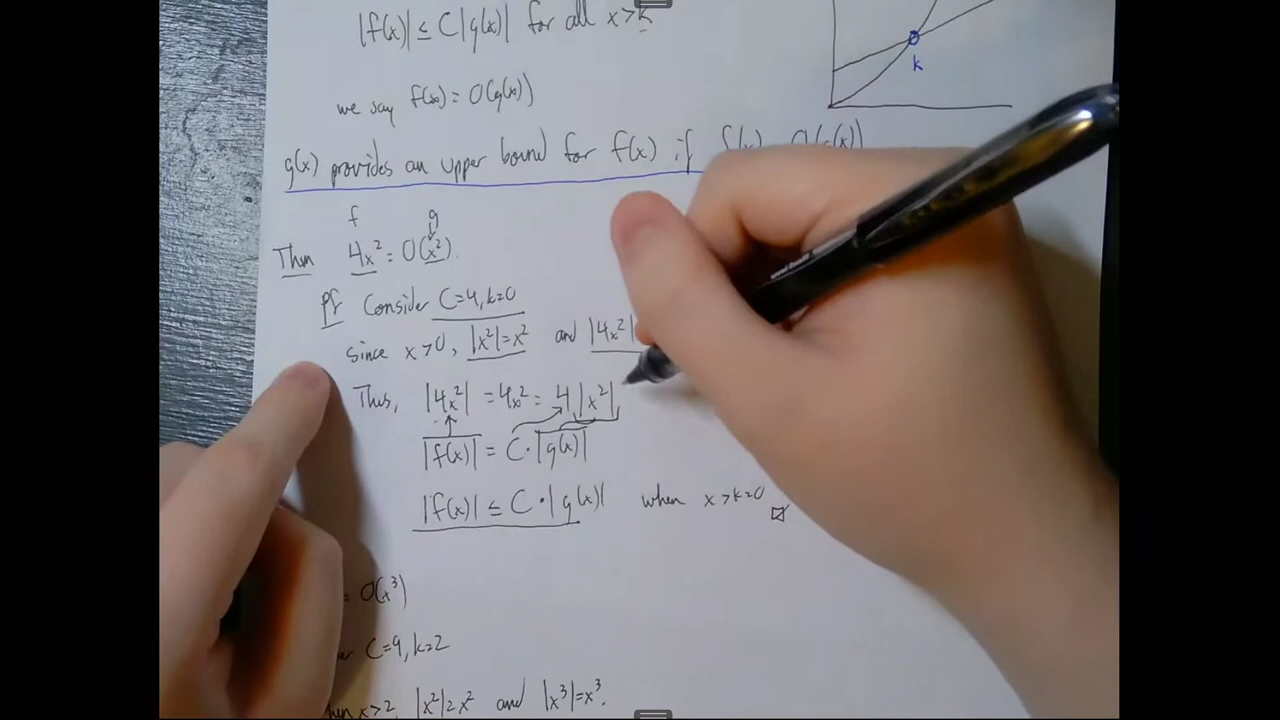 |f(x)| ≤ C|g(x)| for all x>k
k
we say f(x) = O(g(x))
g(x) provides an upper bound for f(x) if f(x) O(g(x))
f g
Then 4x² = O(x²).
Pf Consider C=4, k=0
since x>0, |x²|=x² and |4x²|
Thus, |4x²| = 4x² = 4|x²|
|f(x)| = C·|g(x)|
|f(x)| ≤ C·|g(x)| when x>k=0
= O(x³)
C=9, k=2
x>2, |x²|=x² and |x³|=x³.